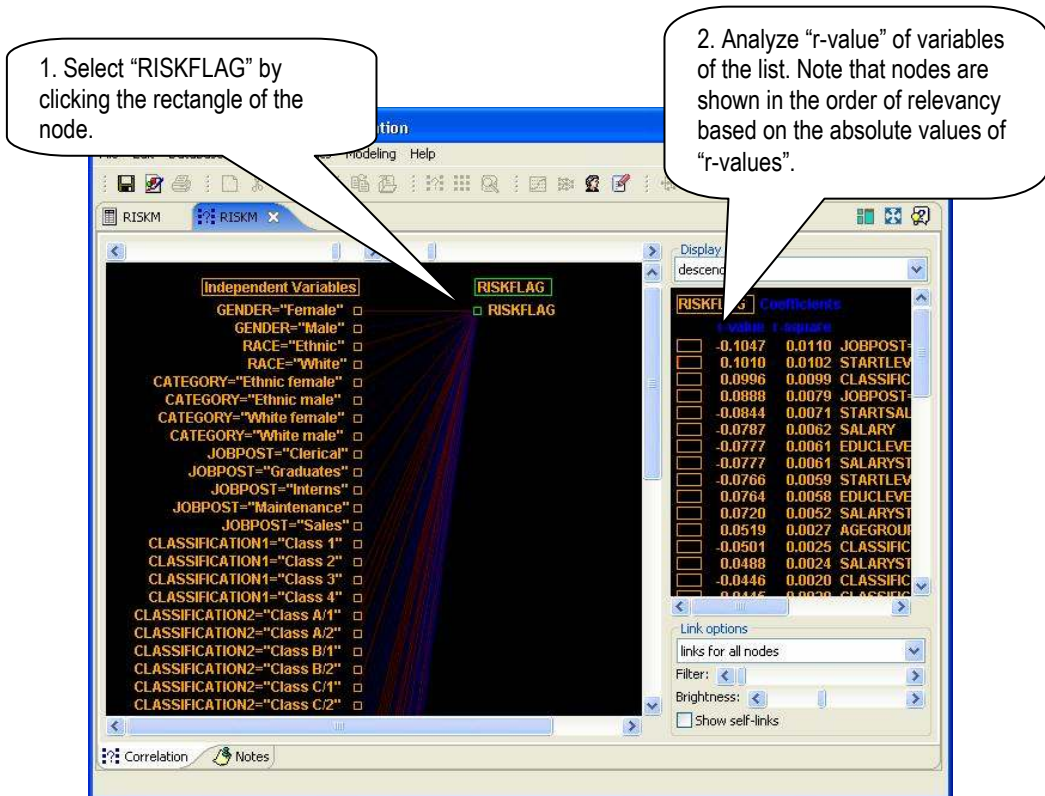 1. Select “RISKFLAG” by
clicking the rectangle of the
node.
2. Analyze “r-value” of variables
of the list. Note that nodes are
shown in the order of relevancy
based on the absolute values of
“r-values”.
Modeling Help
RISKM
RISKM
Display
Independent Variables
GENDER="Female"
GENDER="Male"
RACE="Ethnic"
RACE="White"
CATEGORY="Ethnic female"
CATEGORY="Ethnic male"
CATEGORY="White female"
CATEGORY="White male"
JOBPOST="Clerical"
JOBPOST="Graduates"
JOBPOST="Interns"
JOBPOST="Maintenance"
JOBPOST="Sales"
CLASSIFICATION1="Class 1"
CLASSIFICATION1="Class 2"
CLASSIFICATION1="Class 3"
CLASSIFICATION1="Class 4"
CLASSIFICATION2="Class A/1"
CLASSIFICATION2="Class A/2"
CLASSIFICATION2="Class B/1"
CLASSIFICATION2="Class B/2"
CLASSIFICATION2="Class C/1"
CLASSIFICATION2="Class C/2"
RISKFLAG
RISKFLAG
Coefficients
r-value r-square
-0.1047 0.0110 JOBPOST=
0.1010 0.0102 STARTLEV
0.0996 0.0099 CLASSIFIC
0.0888 0.0079 JOBPOST=
-0.0844 0.0071 STARTSAL
-0.0787 0.0062 SALARY
-0.0777 0.0061 EDUCLEVE
-0.0777 0.0061 SALARYST
-0.0766 0.0059 STARTLEV
0.0764 0.0058 EDUCLEVE
0.0720 0.0052 SALARYST
0.0519 0.0027 AGEGROUP
-0.0501 0.0025 CLASSIFIC
0.0488 0.0024 SALARYST
-0.0446 0.0020 CLASSIFIC
Link options
links for all nodes
Filter:
Brightness:
Show self-links
Correlation
Notes